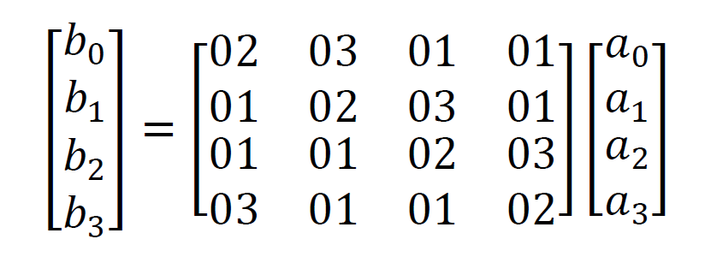 b₀ 02 03 01 01 a₀
b₁ = 01 02 03 01 a₁
b₂ 01 01 02 03 a₂
b₃ 03 01 01 02 a₃